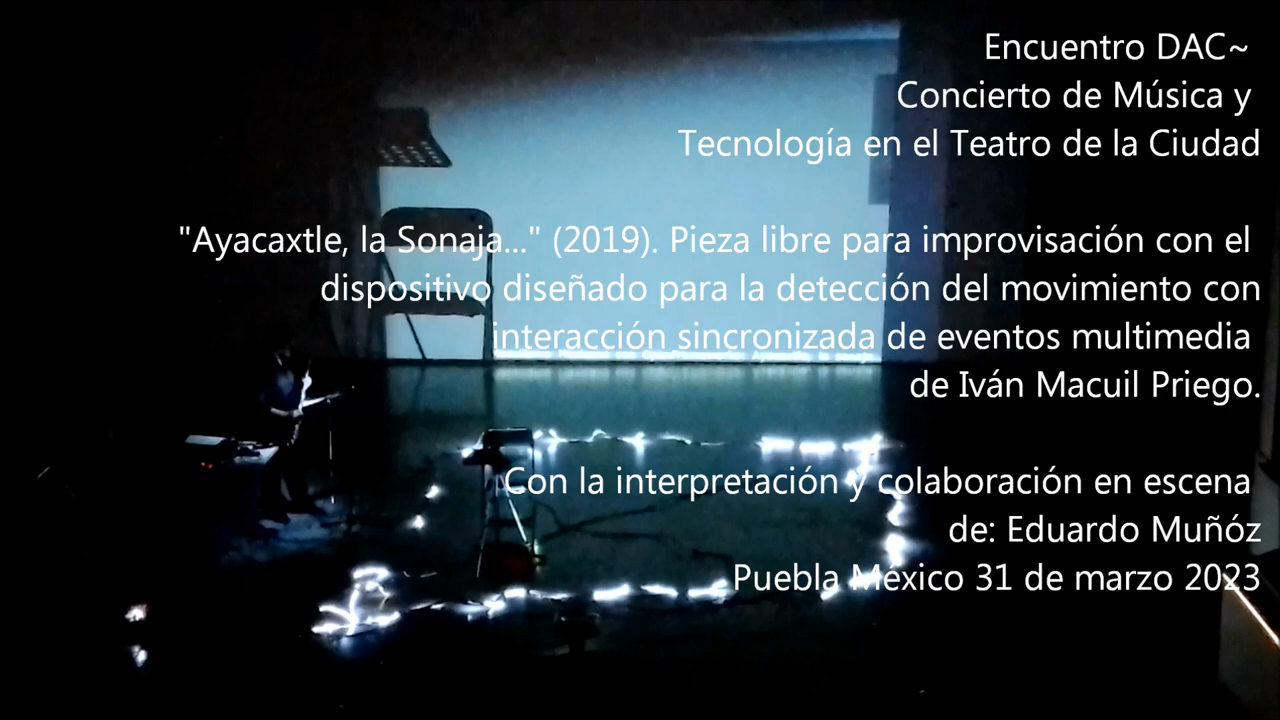 Encuentro DAC~
Concierto de Música y
Tecnología en el Teatro de la Ciudad
"Ayacaxtle, la Sonaja..." (2019). Pieza libre para improvisación con el
dispositivo diseñado para la detección del movimiento con
interacción sincronizada de eventos multimedia
de Iván Macuil Priego.
Con la interpretación y colaboración en escena
de: Eduardo Muñóz
Puebla México 31 de marzo 2023